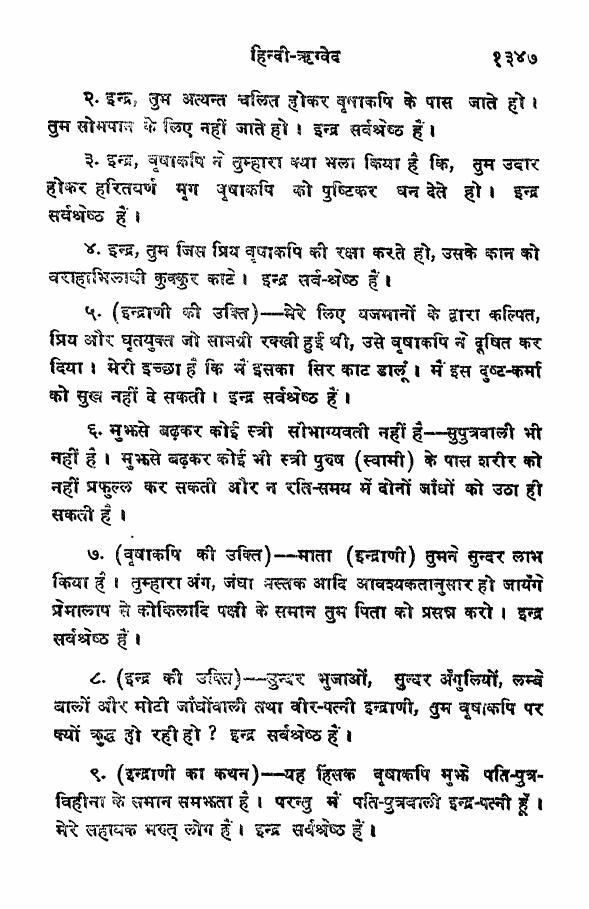 हिन्दी-ऋग्वेद १३४७
२. इन्द्र, तुम अत्यन्त चलित होकर वृषाकपि के पास जाते हो।
तुम सोमपान के लिए नहीं जाते हो। इन्द्र सर्वश्रेष्ठ हैं।
३. इन्द्र, वृषाकपि ने तुम्हारा क्या भला किया है कि, तुम उदार
होकर हरितवर्ण मृग वृषाकपि को पुष्टिकर धन देते हो। इन्द्र
सर्वश्रेष्ठ हैं।
४. इन्द्र, तुम जिस प्रिय वृषाकपि की रक्षा करते हो, उसके कान को
वराहाभिलाषी कुक्कुर काटे। इन्द्र सर्व-श्रेष्ठ हैं।
५. (इन्द्राणी की उक्ति)—मेरे लिए यजमानों के द्वारा कल्पित,
प्रिय और घृतयुक्त जो सामग्री रक्खी हुई थी, उसे वृषाकपि ने दूषित कर
दिया। मेरी इच्छा है कि मैं इसका सिर काट डालूं। मैं इस दुष्ट-कर्मा
को सुख नहीं दे सकती। इन्द्र सर्वश्रेष्ठ हैं।
६. मुझसे बढ़कर कोई स्त्री सौभाग्यवती नहीं है—सुपुत्रवाली भी
नहीं है। मुझसे बढ़कर कोई भी स्त्री पुरुष (स्वामी) के पास शरीर को
नहीं प्रफुल्ल कर सकती और न रति-समय में दोनों जाँघों को उठा ही
सकती है।
७. (वृषाकपि की उक्ति)—माता (इन्द्राणी) तुमने सुन्दर लाभ
किया है। तुम्हारा अंग, जंघा मस्तक आदि आवश्यकतानुसार हो जायँगे
प्रेमालाप से कोकिलादि पक्षी के समान तुम पिता को प्रसन्न करो। इन्द्र
सर्वश्रेष्ठ हैं।
८. (इन्द्र की उक्ति)—सुन्दर भुजाओं, सुन्दर अँगुलियों, लम्बे
बालों और मोटी जाँघोंवाली तथा वीर-पत्नी इन्द्राणी, तुम वृषाकपि पर
क्यों क्रुद्ध हो रही हो? इन्द्र सर्वश्रेष्ठ हैं।
९. (इन्द्राणी का कथन)—यह हिंसक वृषाकपि मुझे पति-पुत्र-
विहीना के समान समझता है। परन्तु मैं पति-पुत्रवाली इन्द्र-पत्नी हूँ।
मेरे सहायक मरुत् लोग हैं। इन्द्र सर्वश्रेष्ठ हैं।